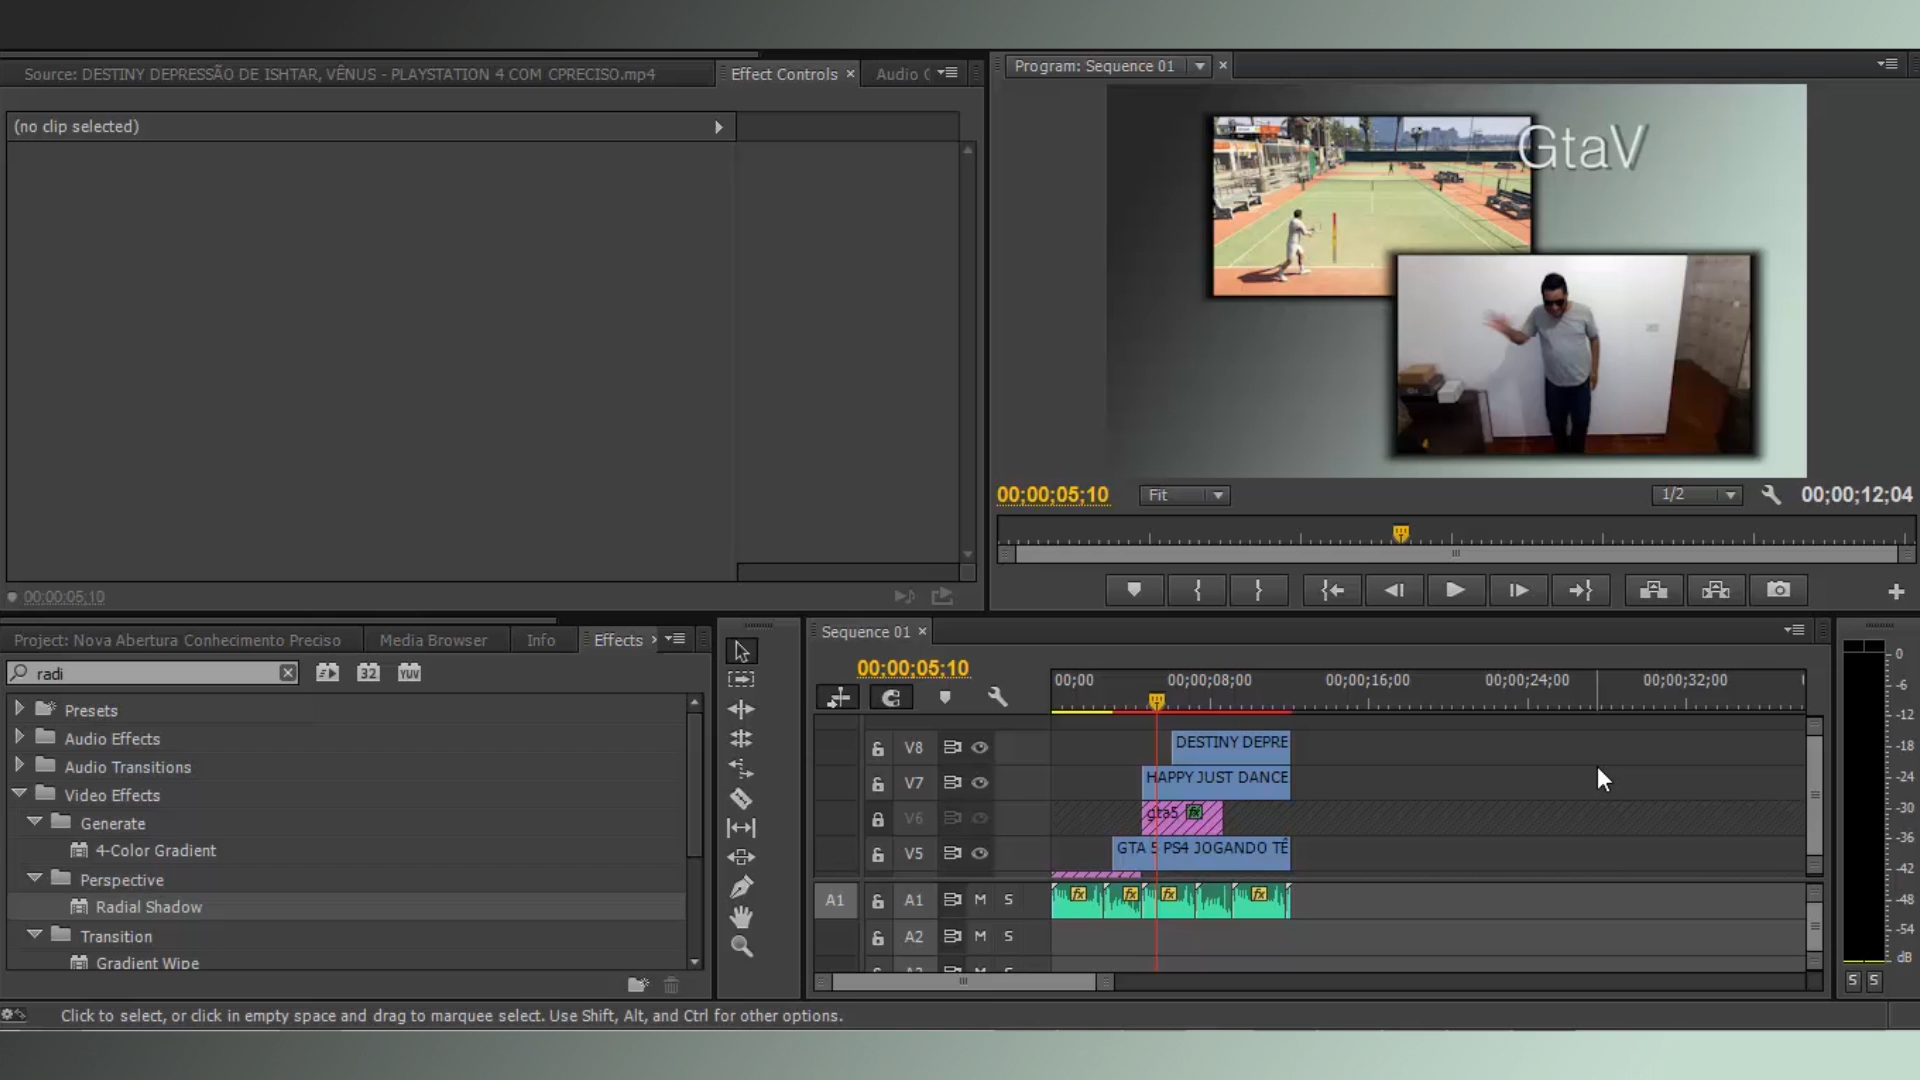 Source: DESTINY DEPRESSÃO DE ISHTAR, VÊNUS - PLAYSTATION 4 COM CPRECISO.mp4
Effect Controls ×
Audio C
(no clip selected)
00;00;05;10
Program: Sequence 01 ×
GtaV
00;00;05;10
Fit
1/2
00;00;12;04
Project: Nova Abertura Conhecimento Preciso
Media Browser
Info
Effects
radi
32
YUV
Presets
Audio Effects
Audio Transitions
Video Effects
Generate
4-Color Gradient
Perspective
Radial Shadow
Transition
Gradient Wipe
Sequence 01 ×
00;00;05;10
00;00
00;00;08;00
00;00;16;00
00;00;24;00
00;00;32;00
V8
DESTINY DEPRE
V7
HAPPY JUST DANCE
V6
gta5 fx
V5
GTA 5 PS4 JOGANDO TÊ
A1 A1 M S
fx fx fx fx
A2 M S
0
-6
-12
-18
-24
-30
-36
-42
-48
-54
dB
S S
Click to select, or click in empty space and drag to marquee select. Use Shift, Alt, and Ctrl for other options.